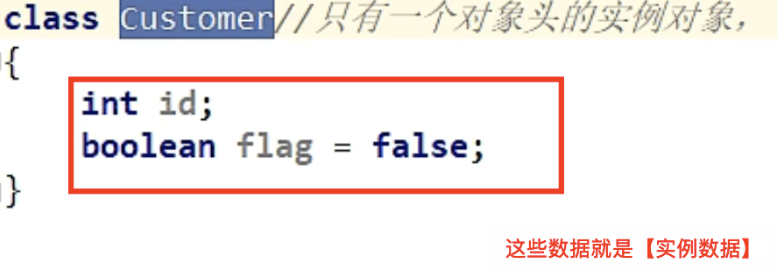 class Customer//只有一个对象头的实例对象，
{
int id;
boolean flag = false;
}
这些数据就是【实例数据】